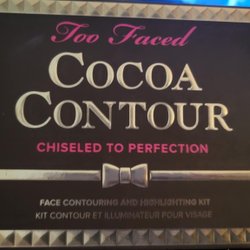 Too Faced
COCOA
CONTOUR
CHISELED TO PERFECTION
FACE CONTOURING AND HIGHLIGHTING KIT
KIT CONTOUR ET ILLUMINATEUR POUR VISAGE